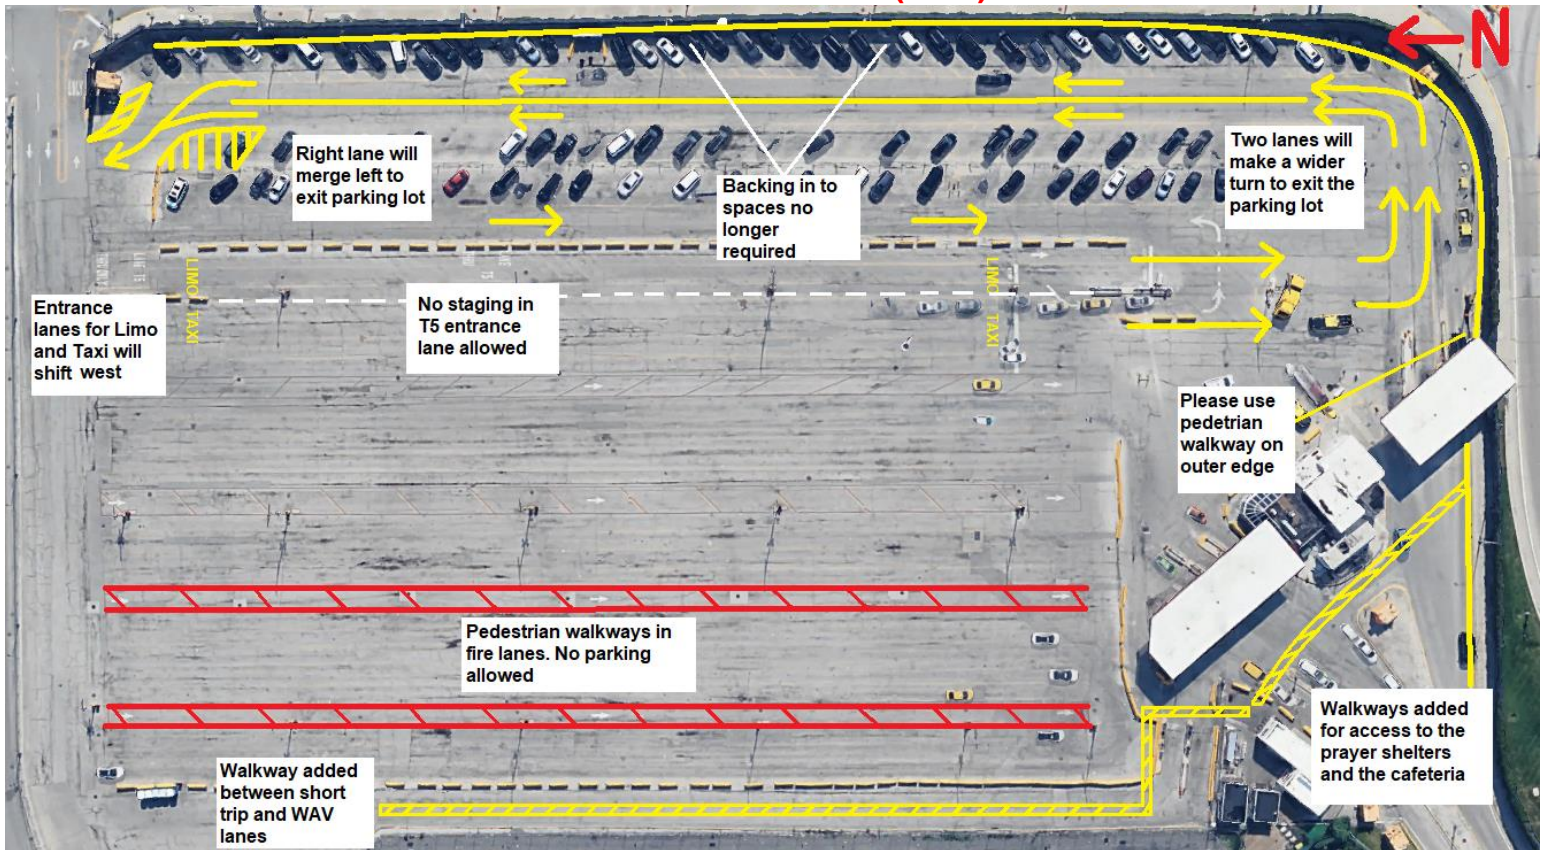 N
Right lane will
merge left to
exit parking lot
Backing in to
spaces no
longer
required
Two lanes will
make a wider
turn to exit the
parking lot
LIMO
TAXI
LIMO
TAXI
Entrance
lanes for Limo
and Taxi will
shift west
No staging in
T5 entrance
lane allowed
Please use
pedetrian
walkway on
outer edge
Pedestrian walkways in
fire lanes. No parking
allowed
Walkway added
between short
trip and WAV
lanes
Walkways added
for access to the
prayer shelters
and the cafeteria